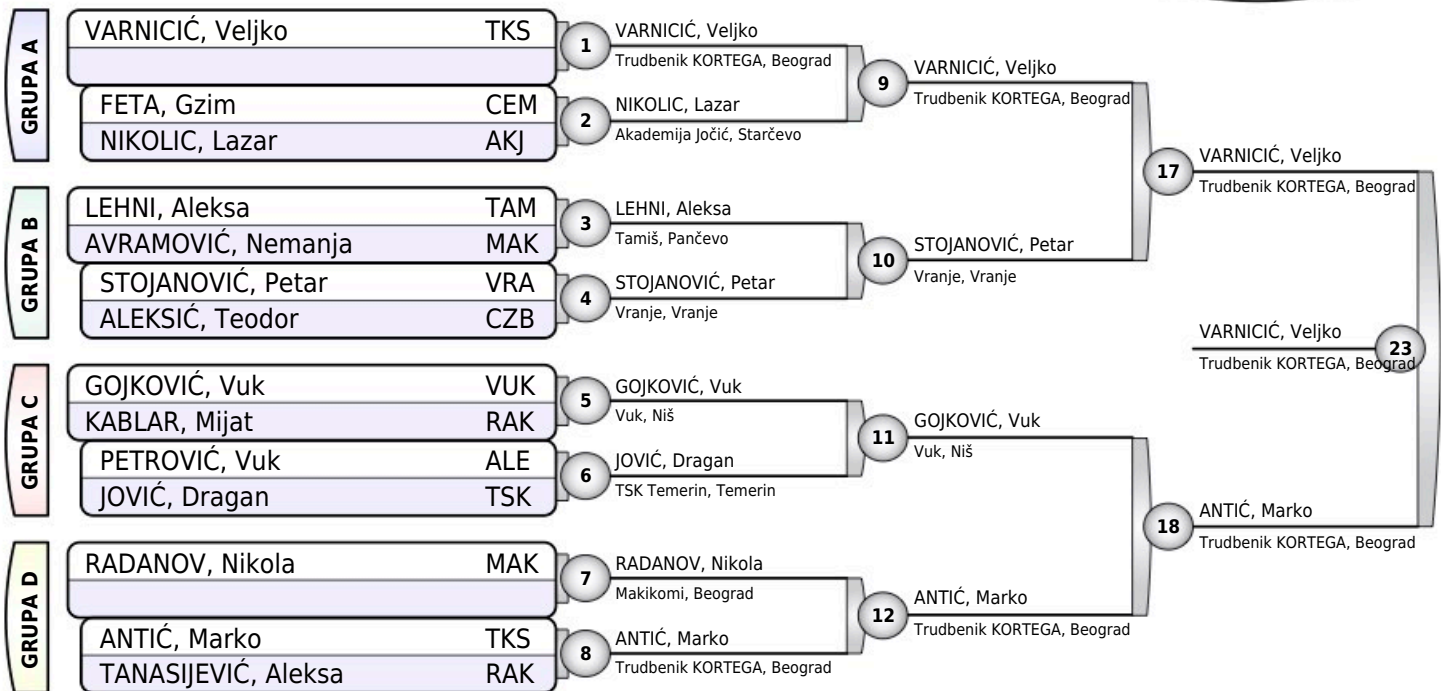 GRUPA A
VARNICIĆ, Veljko TKS
FETA, Gzim CEM
NIKOLIC, Lazar AKJ
GRUPA B
LEHNI, Aleksa TAM
AVRAMOVIĆ, Nemanja MAK
STOJANOVIĆ, Petar VRA
ALEKSIĆ, Teodor CZB
GRUPA C
GOJKOVIĆ, Vuk VUK
KABLAR, Mijat RAK
PETROVIĆ, Vuk ALE
JOVIĆ, Dragan TSK
GRUPA D
RADANOV, Nikola MAK
ANTIĆ, Marko TKS
TANASIJEVIĆ, Aleksa RAK
1
VARNICIĆ, Veljko
Trudbenik KORTEGA, Beograd
2
NIKOLIC, Lazar
Akademija Jočić, Starčevo
3
LEHNI, Aleksa
Tamiš, Pančevo
4
STOJANOVIĆ, Petar
Vranje, Vranje
5
GOJKOVIĆ, Vuk
Vuk, Niš
6
JOVIĆ, Dragan
TSK Temerin, Temerin
7
RADANOV, Nikola
Makikomi, Beograd
8
ANTIĆ, Marko
Trudbenik KORTEGA, Beograd
9
VARNICIĆ, Veljko
Trudbenik KORTEGA, Beograd
10
STOJANOVIĆ, Petar
Vranje, Vranje
11
GOJKOVIĆ, Vuk
Vuk, Niš
12
ANTIĆ, Marko
Trudbenik KORTEGA, Beograd
17
VARNICIĆ, Veljko
Trudbenik KORTEGA, Beograd
18
ANTIĆ, Marko
Trudbenik KORTEGA, Beograd
VARNICIĆ, Veljko
Trudbenik KORTEGA, Beograd
23